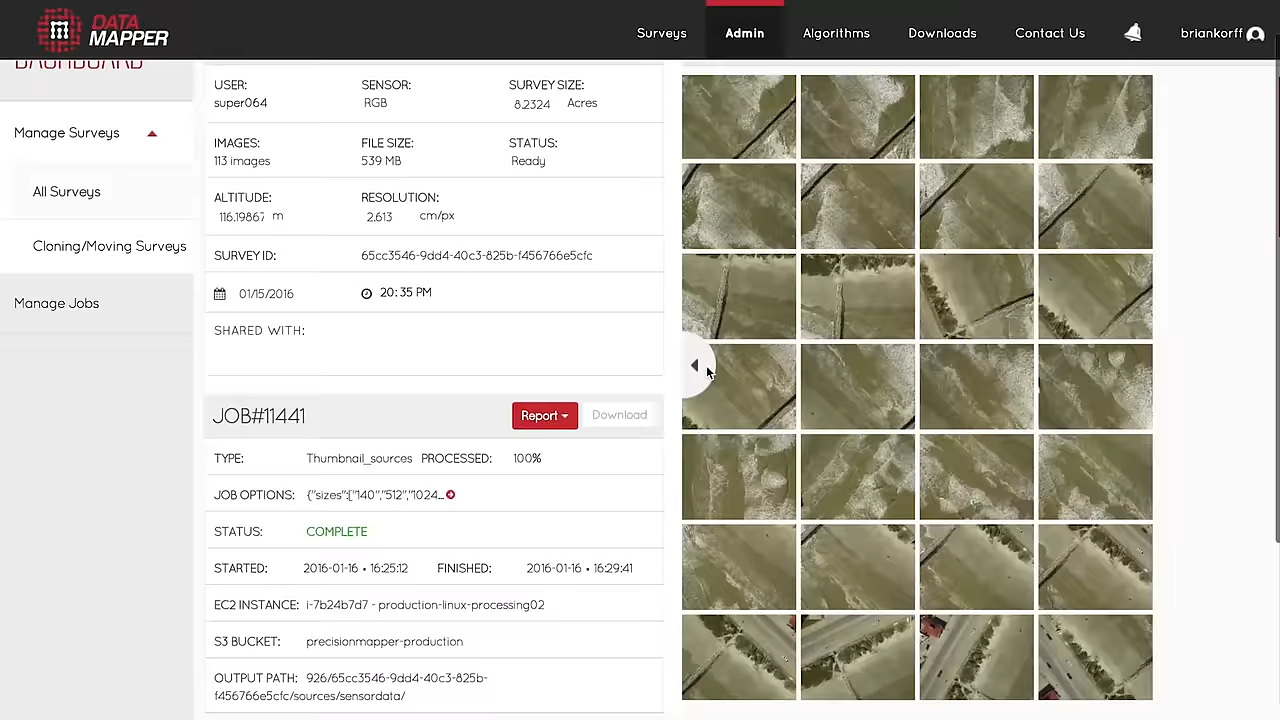 DATA
MAPPER
Surveys
Admin
Algorithms
Downloads
Contact Us
briankorff
DASHBOARD
Manage Surveys
All Surveys
Cloning/Moving Surveys
Manage Jobs
USER:
super064
SENSOR:
RGB
SURVEY SIZE:
8.2324 Acres
IMAGES:
113 images
FILE SIZE:
539 MB
STATUS:
Ready
ALTITUDE:
116.19867 m
RESOLUTION:
2.613 cm/px
SURVEY ID: 65cc3546-9dd4-40c3-825b-f456766e5cfc
01/15/2016 20:35 PM
SHARED WITH:
JOB#11441
Report
Download
TYPE: Thumbnail_sources PROCESSED: 100%
JOB OPTIONS: {"sizes":["140","512","1024...
STATUS: COMPLETE
STARTED: 2016-01-16 • 16:25:12 FINISHED: 2016-01-16 • 16:29:41
EC2 INSTANCE: i-7b24b7d7 - production-linux-processing02
S3 BUCKET: precisionmapper-production
OUTPUT PATH: 926/65cc3546-9dd4-40c3-825b-
f456766e5cfc/sources/sensordata/